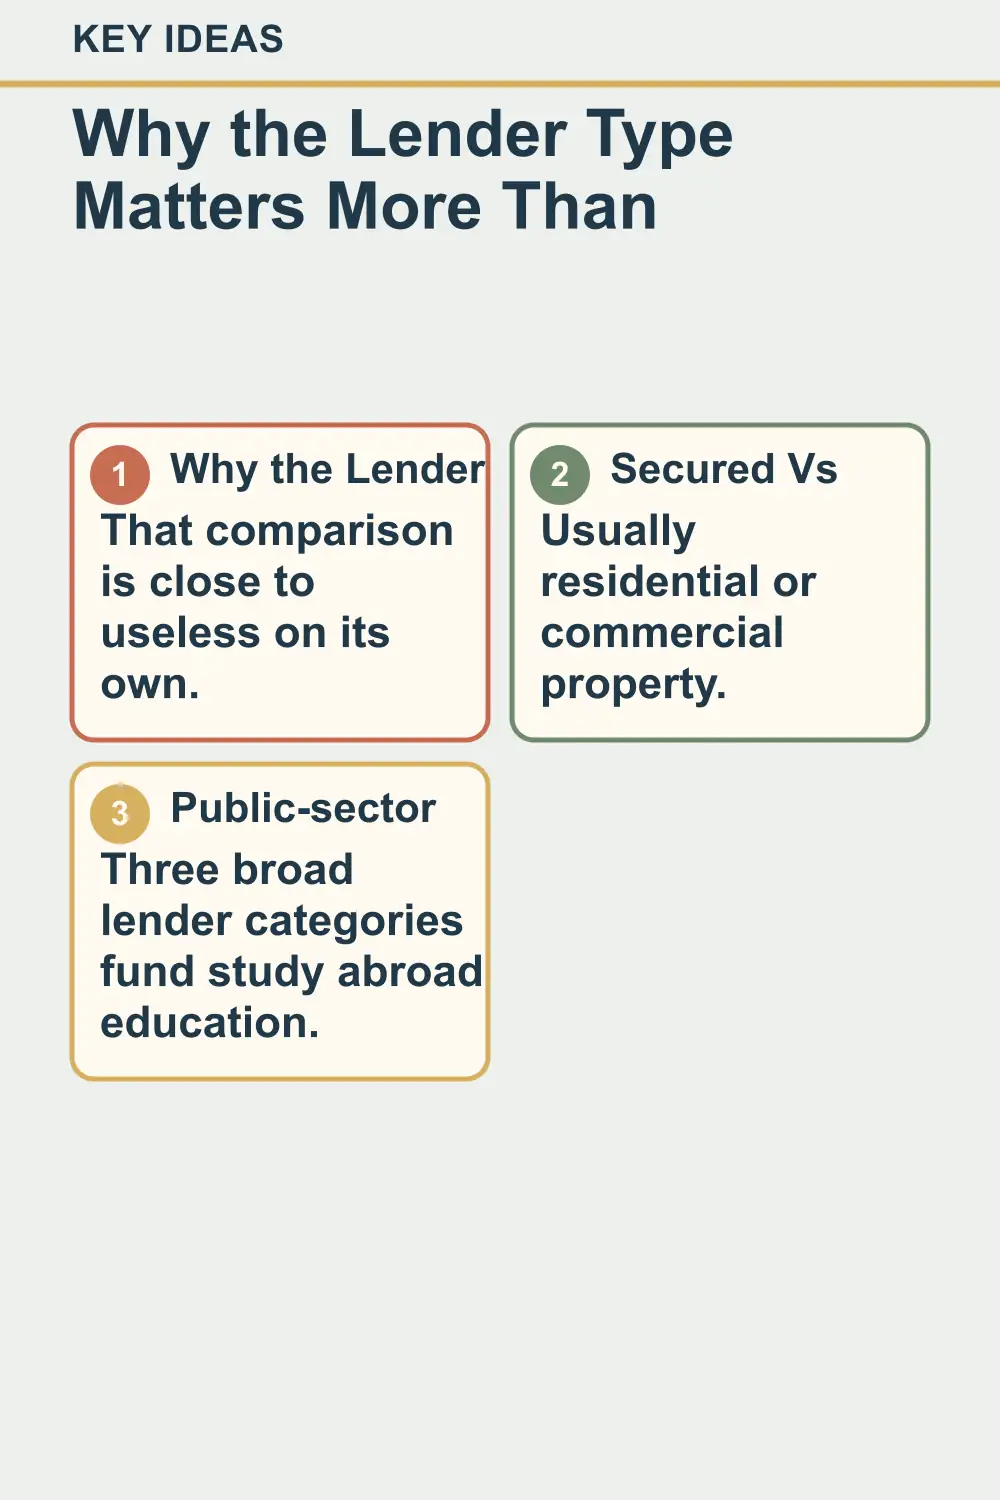 KEY IDEAS
Why the Lender Type
Matters More Than
1
Why the Lender
That comparison
is close to
useless on its
own.
2
Secured Vs
Usually
residential or
commercial
property.
3
Public-sector
Three broad
lender categories
fund study abroad
education.